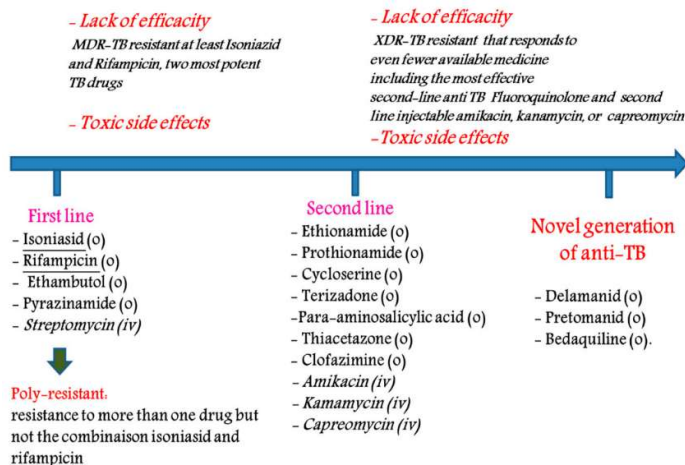 - Lack of efficacy
MDR-TB resistant at least Isoniazid
and Rifampicin, two most potent
TB drugs
- Toxic side effects
- Lack of efficacy
XDR-TB resistant that responds to
even fewer available medicine
including the most effective
second-line anti TB Fluoroquinolone and second
line injectable amikacin, kanamycin, or capreomycin
-Toxic side effects
First line
- Isoniasid (o)
- Rifampicin (o)
- Ethambutol (o)
- Pyrazinamide (o)
- Streptomycin (iv)
Poly-resistant:
resistance to more than one drug but
not the combinaison isoniasid and
rifampicin
Second line
- Ethionamide (o)
- Prothionamide (o)
- Cycloserine (o)
- Terizadone (o)
-Para-aminosalicylic acid (o)
- Thiacetazone (o)
- Clofazimine (o)
- Amikacin (iv)
- Kamamycin (iv)
- Capreomycin (iv)
Novel generation
of anti-TB
- Delamanid (o)
- Pretomanid (o)
- Bedaquiline (o).